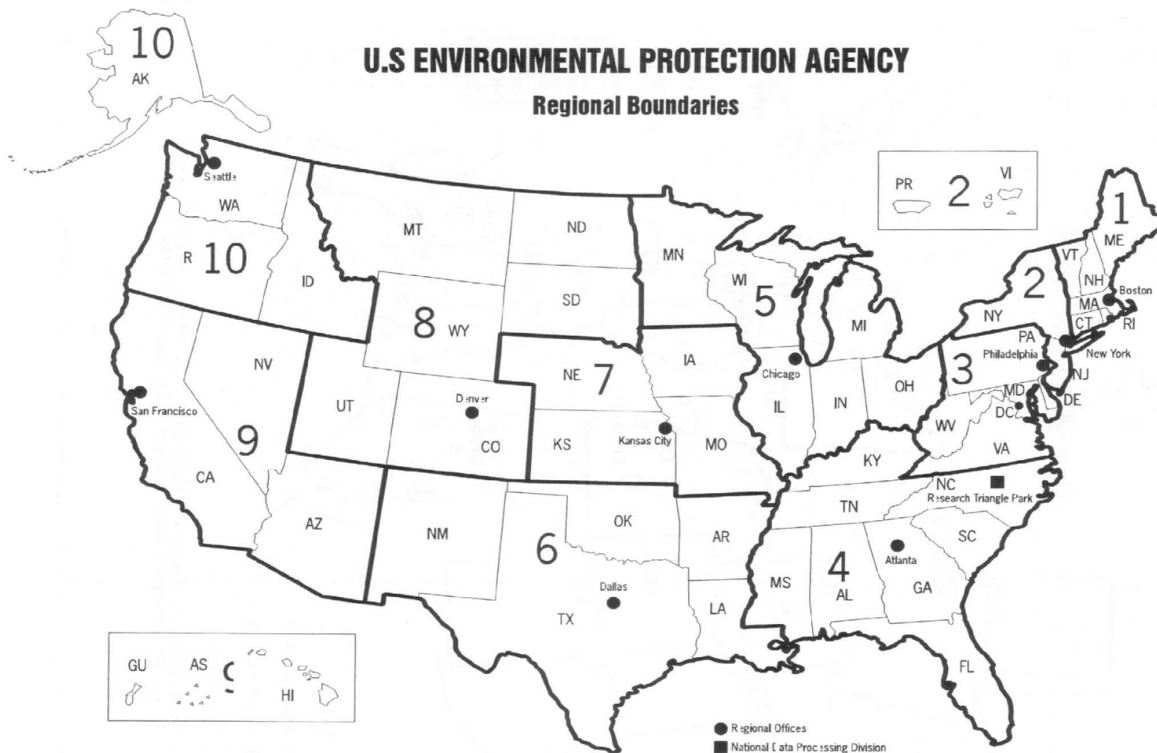 10
AK
U.S ENVIRONMENTAL PROTECTION AGENCY
Regional Boundaries
Seattle
WA
R 10
ID
MT
ND
SD
8
WY
MN
WI
5
MI
PR
2
VI
1
ME
VT
NH
2
NY
MA
Boston
CT
RI
New York
PA
Philadelphia
3
NJ
MD
DE
DC
WV
VA
NV
San Francisco
9
CA
UT
Denver
CO
AZ
NE 7
KS
Kansas City
IA
MO
Chicago
IL
IN
OH
KY
TN
NC
Research Triangle Park
SC
NM
OK
6
AR
Dallas
TX
LA
MS
4
AL
Atlanta
GA
FL
GU
AS
9
HI
Regional Offices
National Data Processing Division